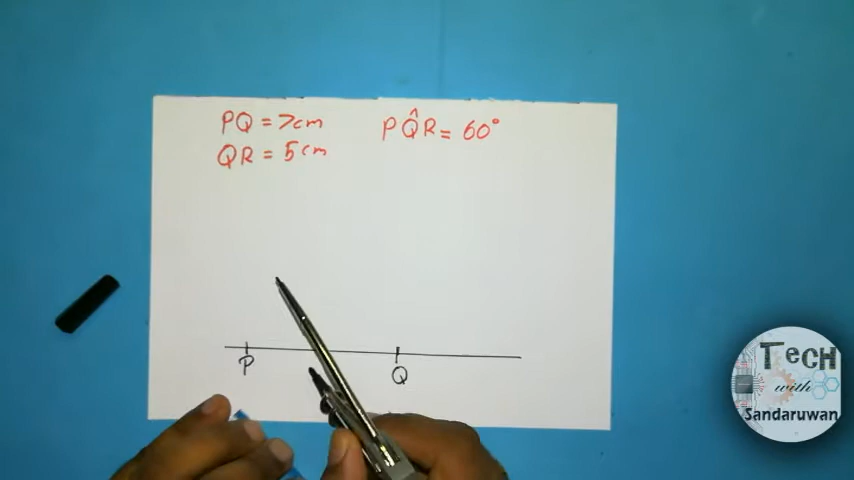 PQ = 7cm
QR = 5cm
PQ̂R = 60°
P
Q
TecH
with
Sandaruwan